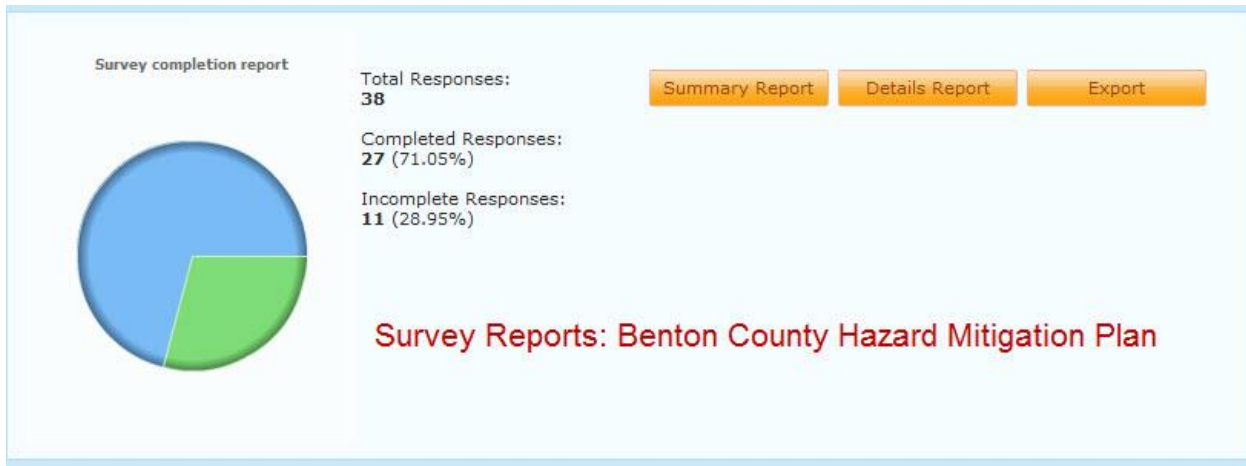 Survey completion report
Total Responses:
38
Completed Responses:
27 (71.05%)
Incomplete Responses:
11 (28.95%)
Summary Report
Details Report
Export
Survey Reports: Benton County Hazard Mitigation Plan